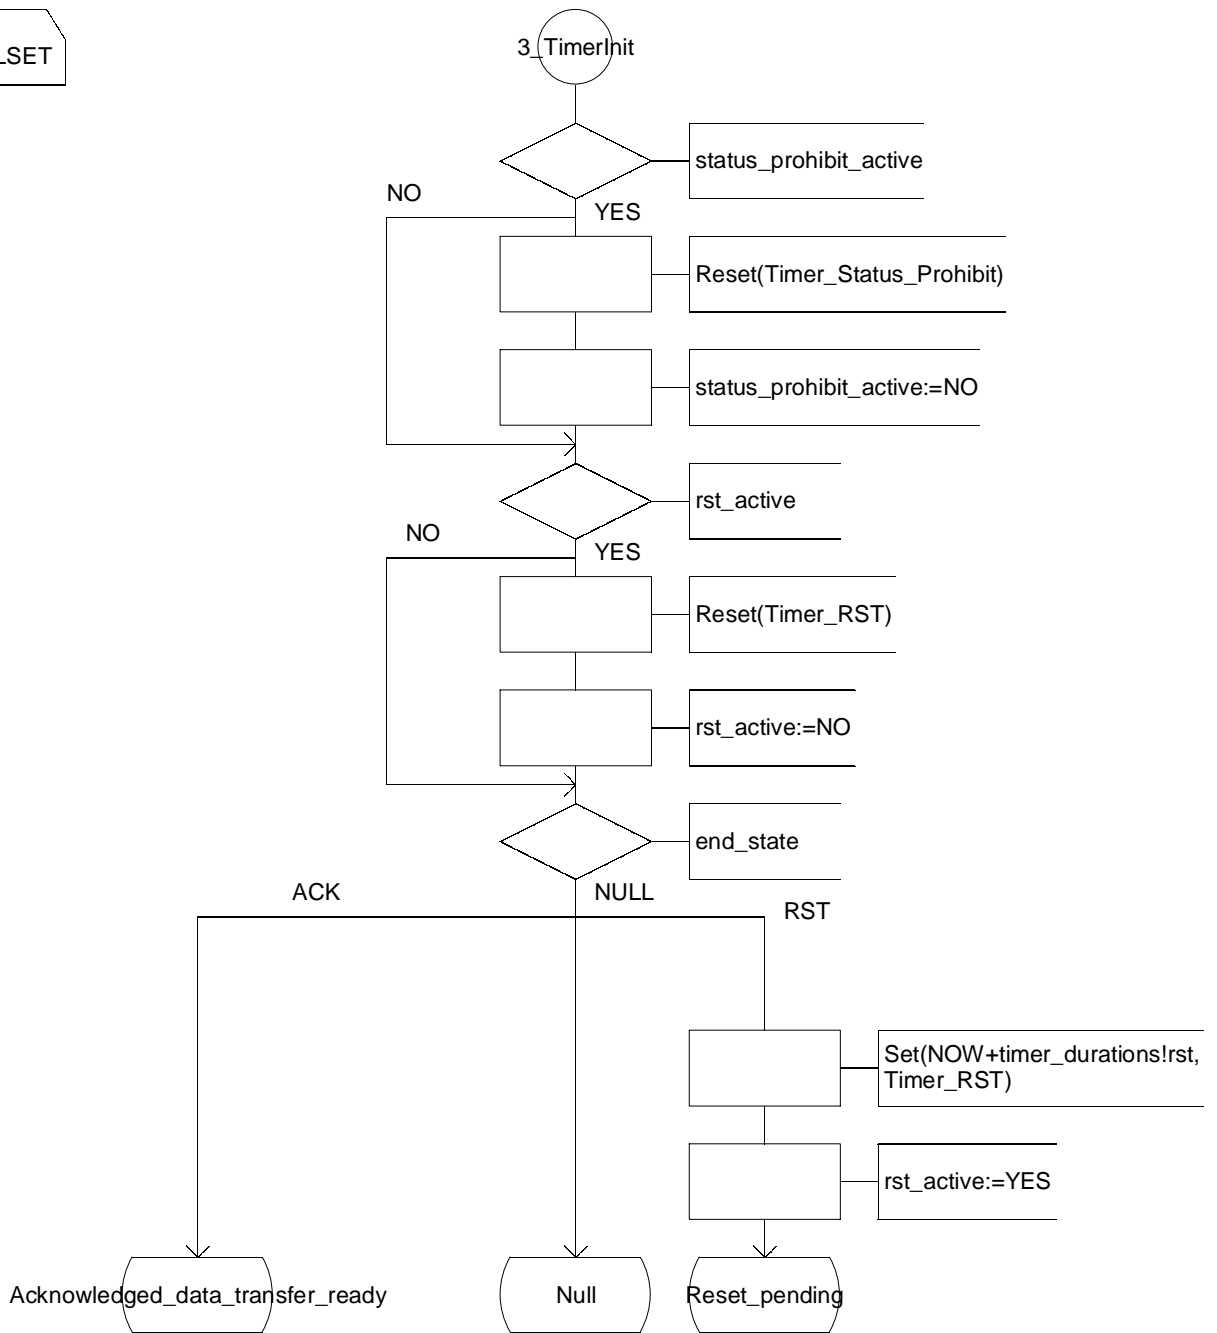 3_TimerInit
LSET
status_prohibit_active
NO
YES
Reset(Timer_Status_Prohibit)
status_prohibit_active:=NO
rst_active
NO
YES
Reset(Timer_RST)
rst_active:=NO
end_state
ACK
NULL
RST
Set(NOW+timer_durations!rst,
Timer_RST)
rst_active:=YES
Acknowledged_data_transfer_ready
Null
Reset_pending